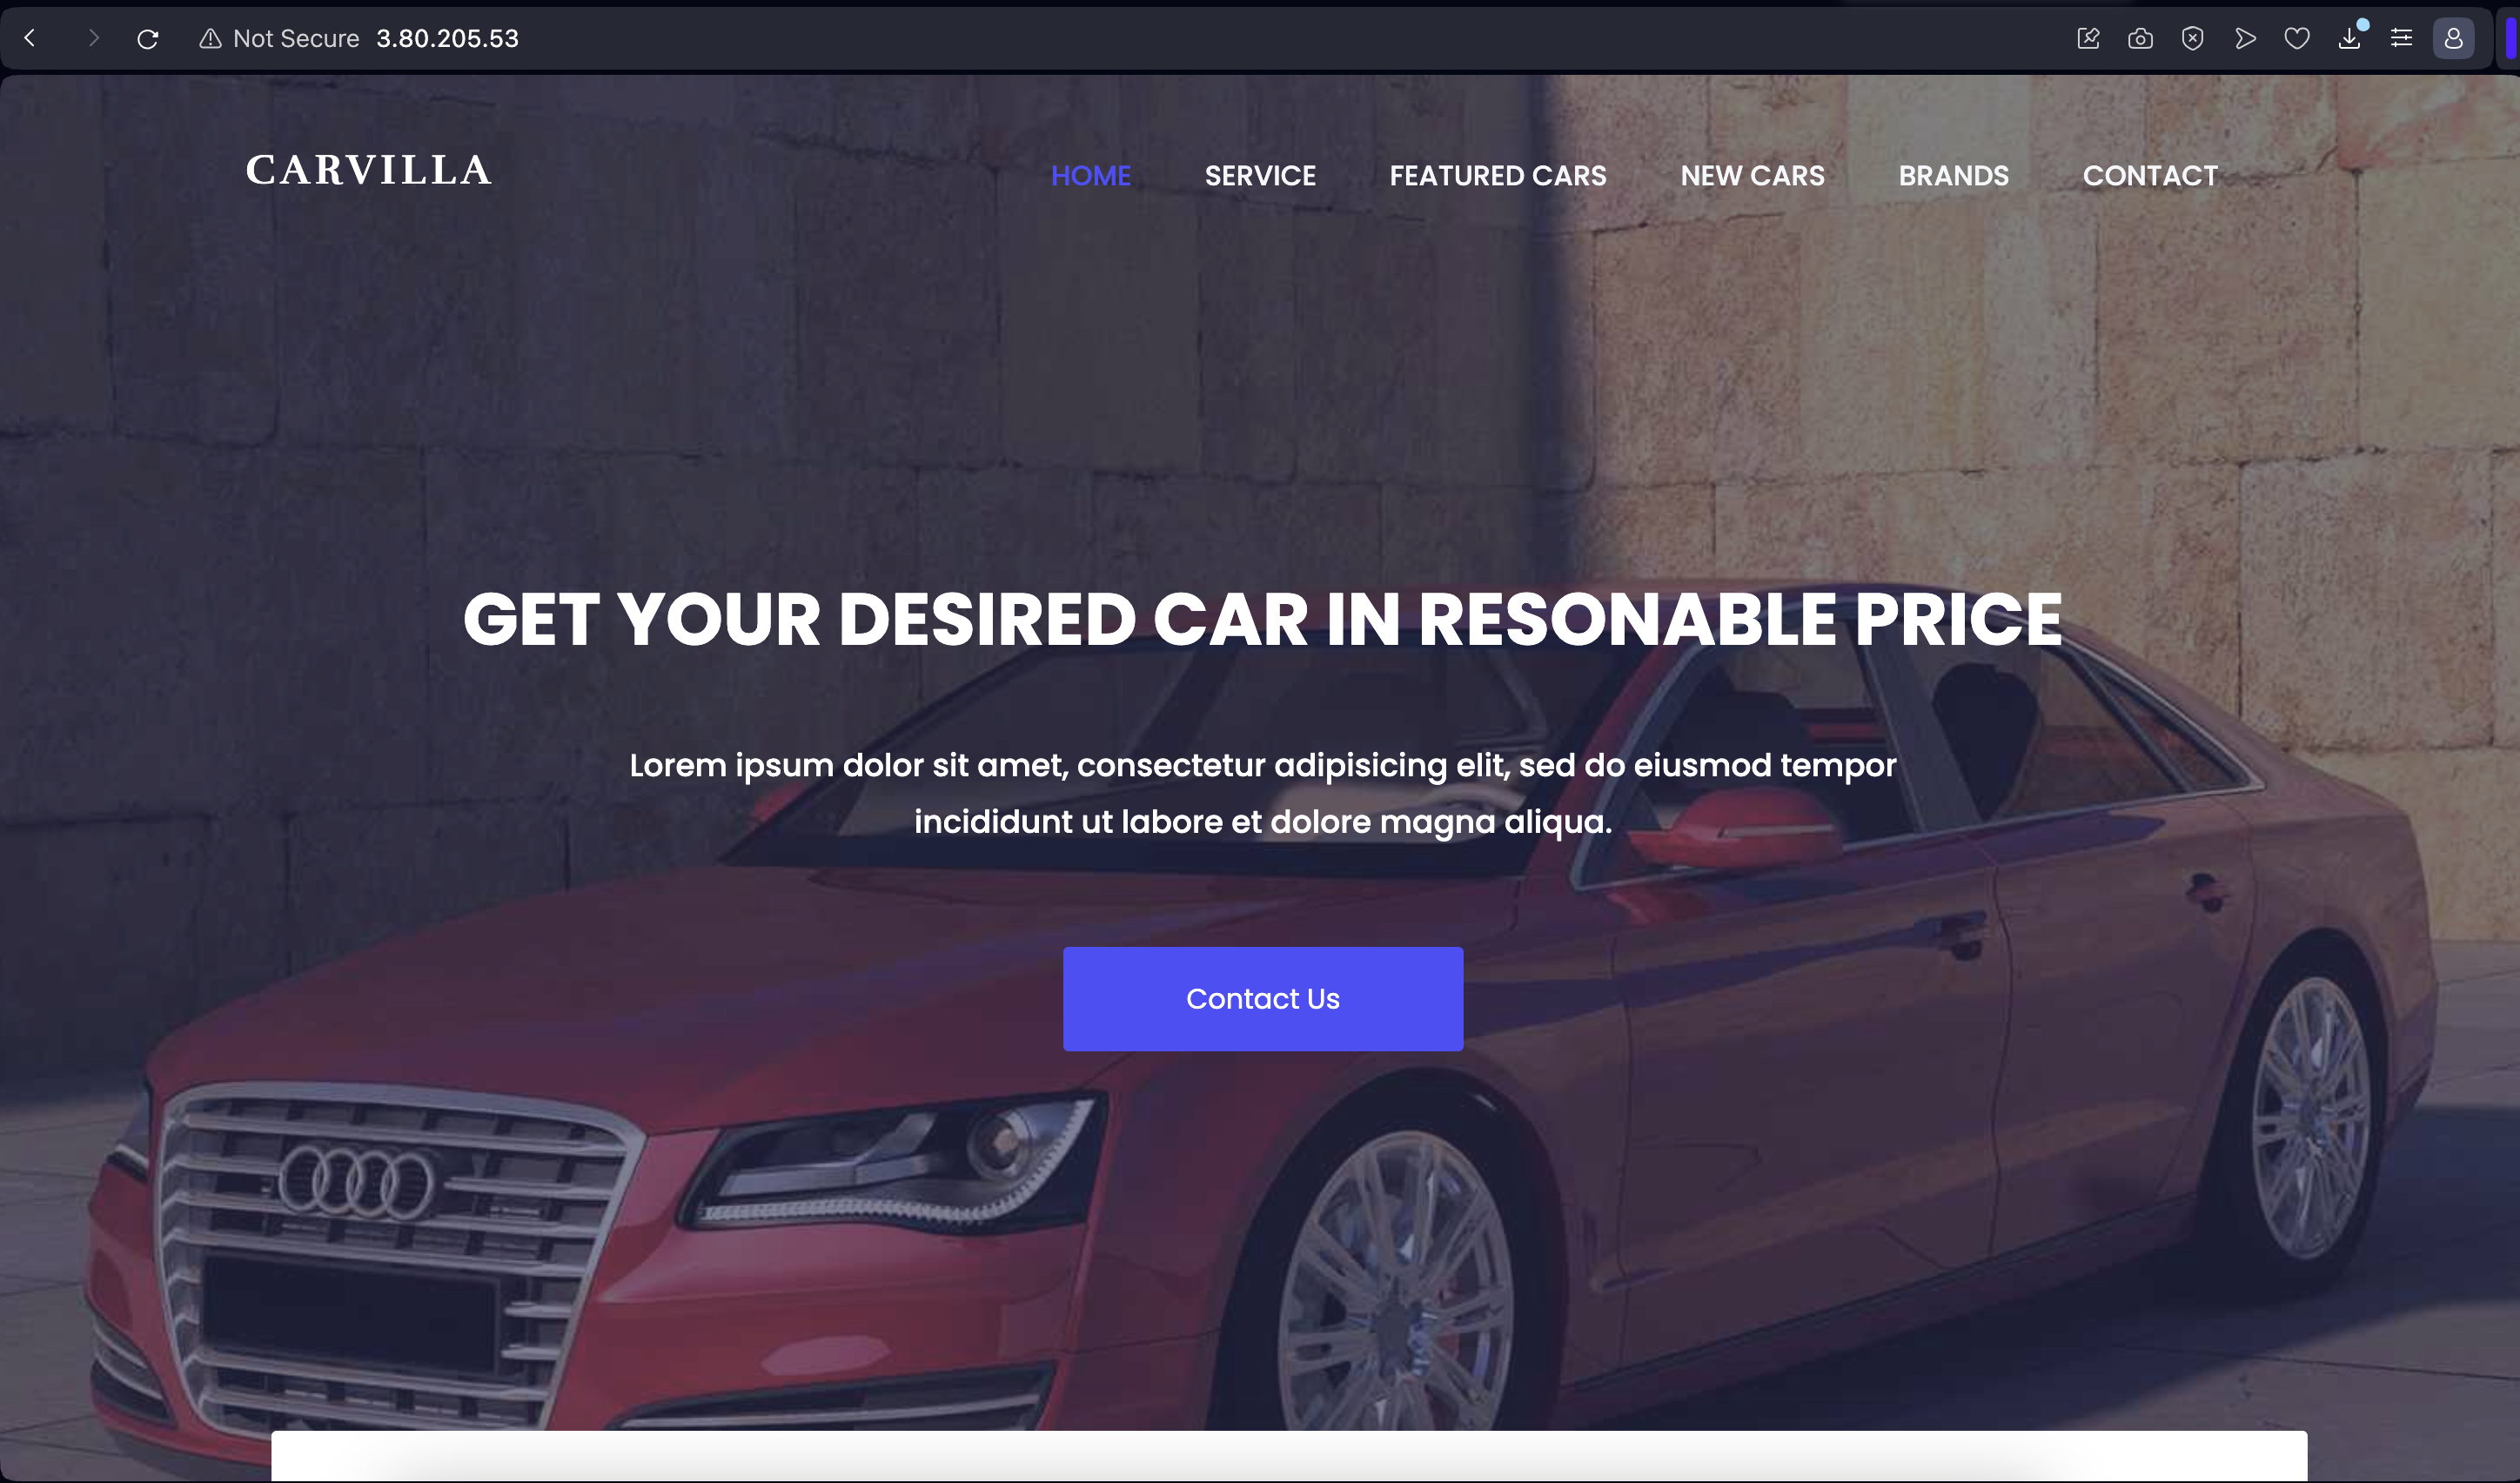 Not Secure 3.80.205.53
CARVILLA
HOME SERVICE FEATURED CARS NEW CARS BRANDS CONTACT
GET YOUR DESIRED CAR IN RESONABLE PRICE
Lorem ipsum dolor sit amet, consectetur adipisicing elit, sed do eiusmod tempor
incididunt ut labore et dolore magna aliqua.
Contact Us